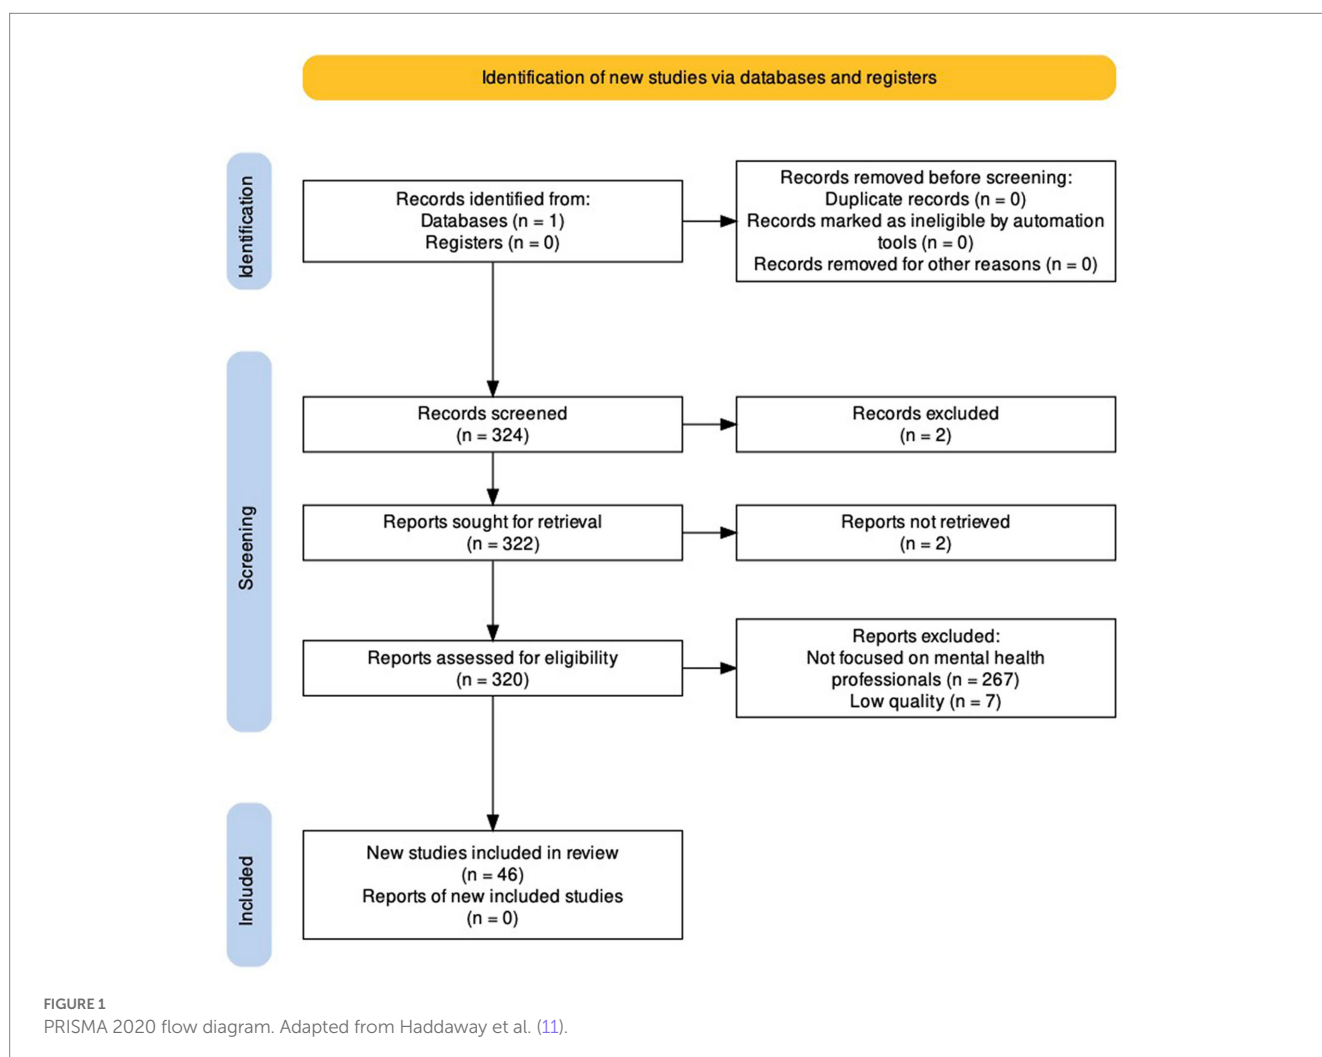 Identification of new studies via databases and registers
Identification
Records identified from:
Databases (n = 1)
Registers (n = 0)
Records removed before screening:
Duplicate records (n = 0)
Records marked as ineligible by automation
tools (n = 0)
Records removed for other reasons (n = 0)
Screening
Records screened
(n = 324)
Records excluded
(n = 2)
Reports sought for retrieval
(n = 322)
Reports not retrieved
(n = 2)
Reports assessed for eligibility
(n = 320)
Reports excluded:
Not focused on mental health
professionals (n = 267)
Low quality (n = 7)
Included
New studies included in review
(n = 46)
Reports of new included studies
(n = 0)
FIGURE 1
PRISMA 2020 flow diagram. Adapted from Haddaway et al. (11).